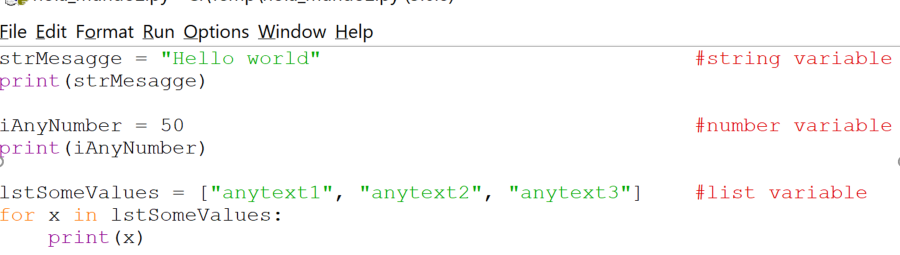 File Edit Format Run Options Window Help
strMesagge = "Hello world" #string variable
print(strMesagge)
iAnyNumber = 50 #number variable
print(iAnyNumber)
lstSomeValues = ["anytext1", "anytext2", "anytext3"] #list variable
for x in lstSomeValues:
print(x)